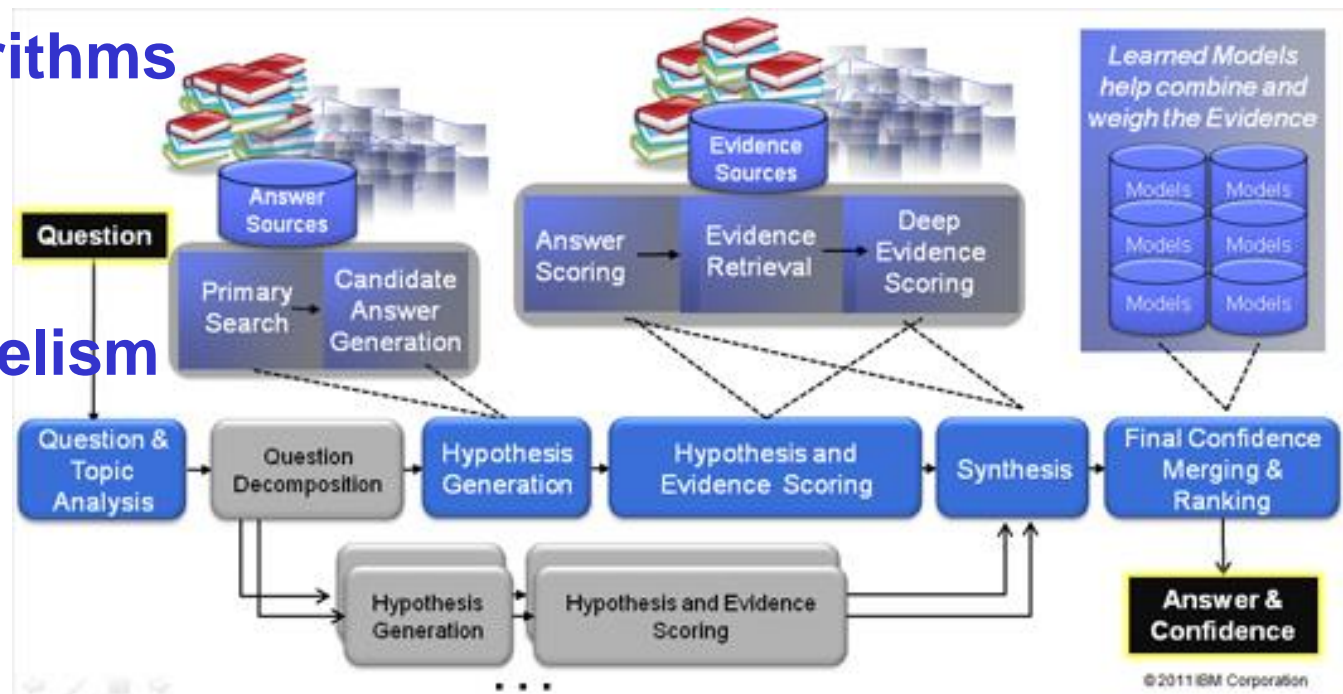 rithms
elism
Answer
Sources
Evidence
Sources
Learned Models
help combine and
weigh the Evidence
Models Models
Models Models
Models Models
Question
Primary
Search
Candidate
Answer
Generation
Answer
Scoring
Evidence
Retrieval
Deep
Evidence
Scoring
Question &
Topic
Analysis
Question
Decomposition
Hypothesis
Generation
Hypothesis and
Evidence Scoring
Synthesis
Final Confidence
Merging &
Ranking
Hypothesis
Generation
Hypothesis and Evidence
Scoring
. . .
Answer &
Confidence
© 2011 IBM Corporation